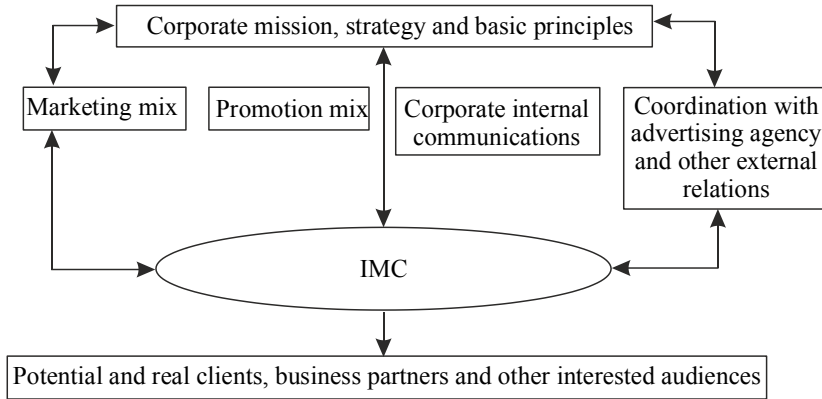 Corporate mission, strategy and basic principles
Marketing mix
Promotion mix
Corporate internal
communications
Coordination with
advertising agency
and other external
relations
IMC
Potential and real clients, business partners and other interested audiences